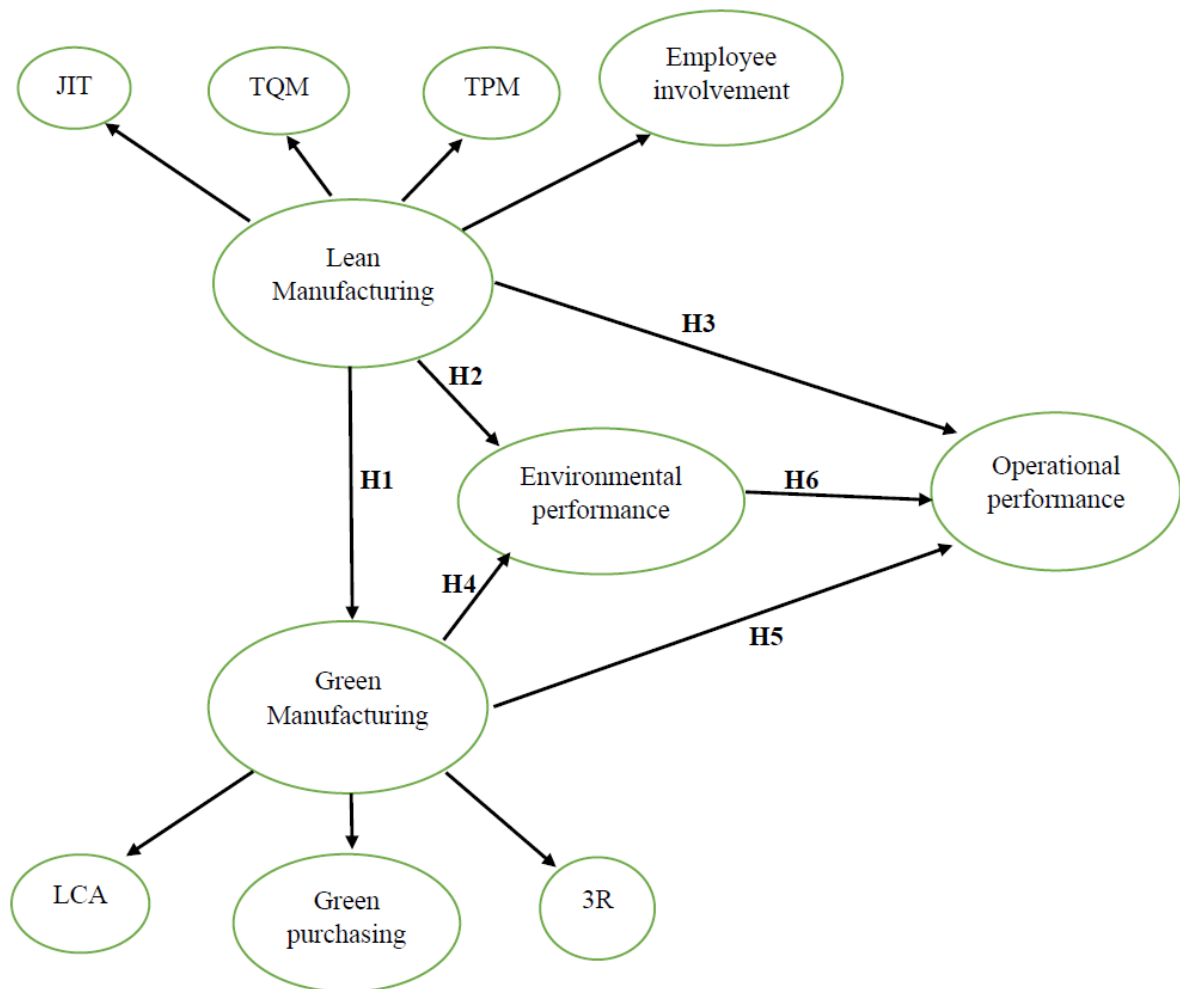 JIT
TQM
TPM
Employee
involvement
Lean
Manufacturing
H3
H2
H1
Environmental
performance
H6
Operational
performance
H4
H5
Green
Manufacturing
LCA
Green
purchasing
3R